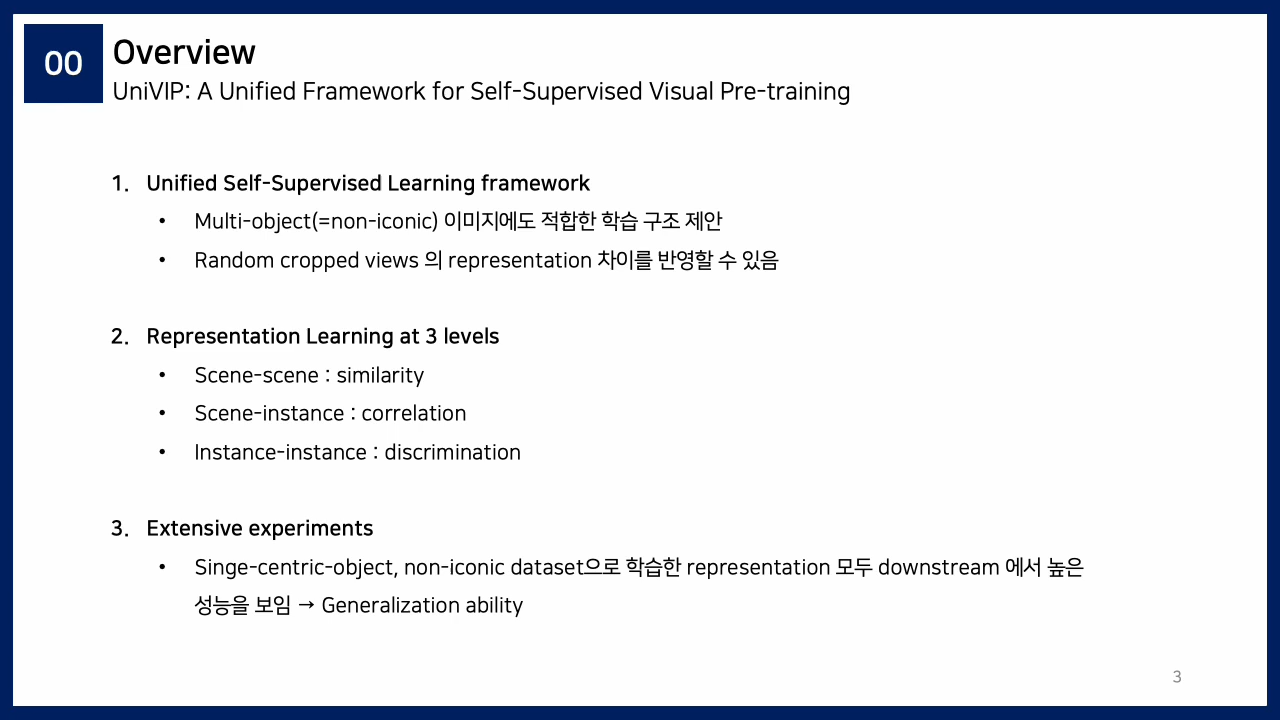 00
Overview
UniVIP: A Unified Framework for Self-Supervised Visual Pre-training
1. Unified Self-Supervised Learning framework
• Multi-object(=non-iconic) 이미지에도 적합한 학습 구조 제안
• Random cropped views 의 representation 차이를 반영할 수 있음
2. Representation Learning at 3 levels
• Scene-scene : similarity
• Scene-instance : correlation
• Instance-instance : discrimination
3. Extensive experiments
• Singe-centric-object, non-iconic dataset으로 학습한 representation 모두 downstream 에서 높은
성능을 보임 → Generalization ability
3